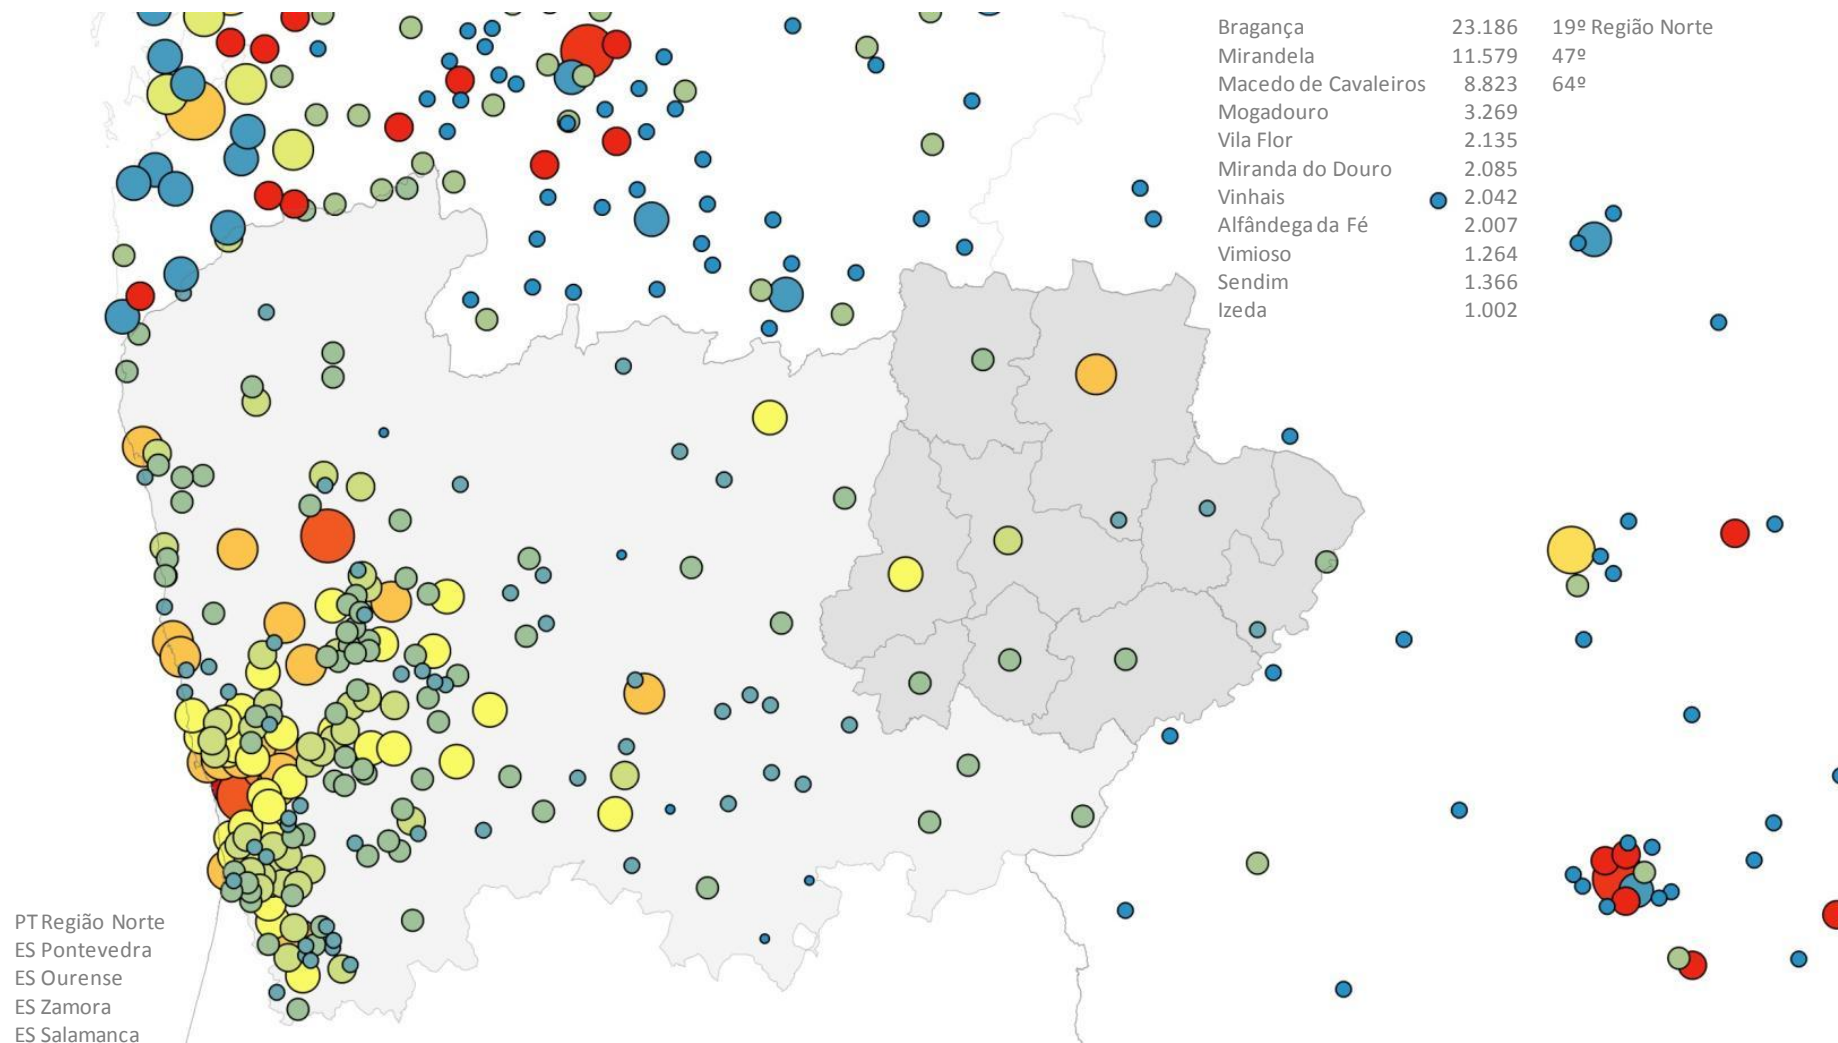 Bragança 23.186 19º Região Norte
Mirandela 11.579 47º
Macedo de Cavaleiros 8.823 64º
Mogadouro 3.269
Vila Flor 2.135
Miranda do Douro 2.085
Vinhais 2.042
Alfândega da Fé 2.007
Vimioso 1.264
Sendim 1.366
Izeda 1.002
PT Região Norte
ES Pontevedra
ES Ourense
ES Zamora
ES Salamanca